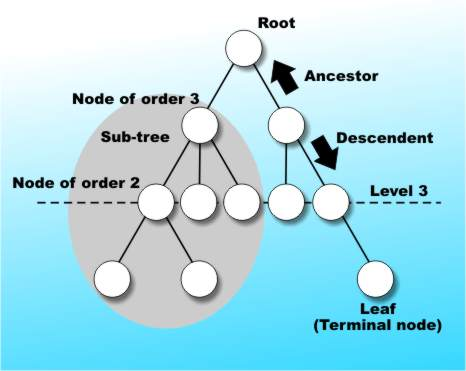 Root
Ancestor
Node of order 3
Sub-tree
Descendent
Node of order 2
Level 3
Leaf
(Terminal node)